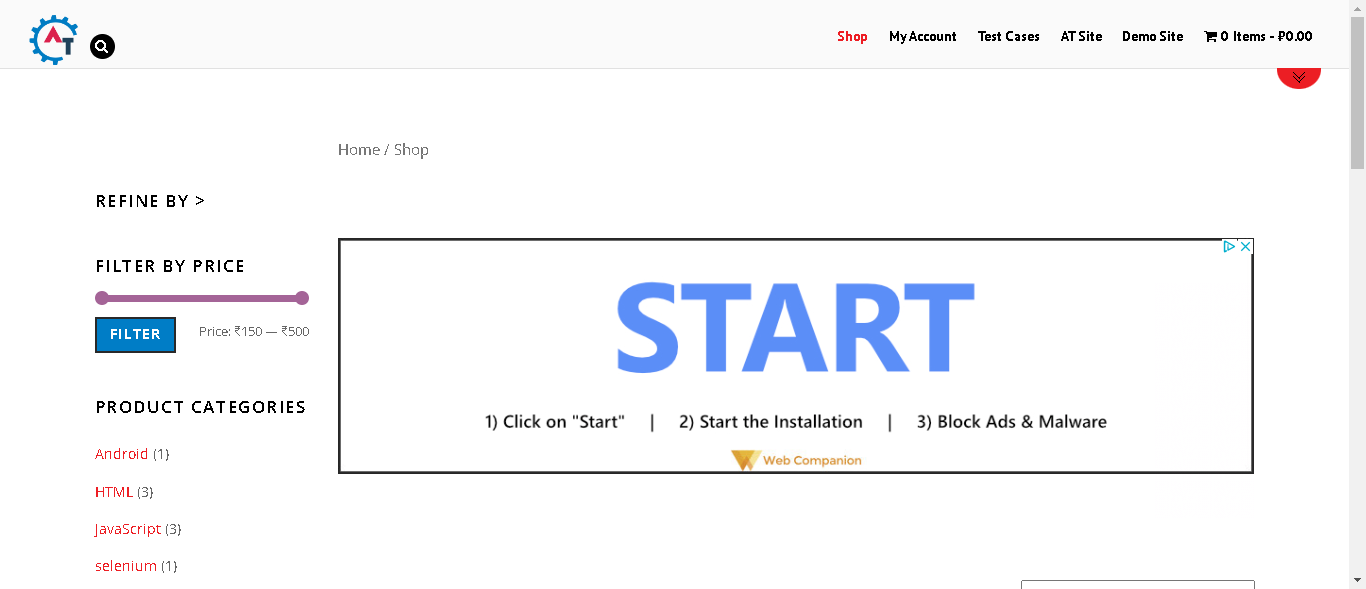 AT
Shop My Account Test Cases AT Site Demo Site 0 Items - ₽0.00
Home / Shop
REFINE BY >
FILTER BY PRICE
FILTER Price: ₹150 — ₹500
START
1) Click on "Start" | 2) Start the Installation | 3) Block Ads & Malware
Web Companion
PRODUCT CATEGORIES
Android (1)
HTML (3)
JavaScript (3)
selenium (1)